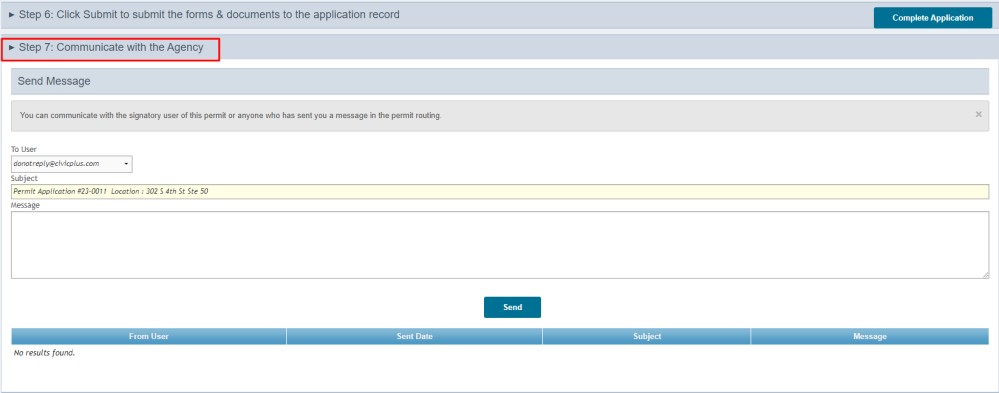 Step 6: Click Submit to submit the forms & documents to the application record
Complete Application
Step 7: Communicate with the Agency
Send Message
You can communicate with the signatory user of this permit or anyone who has sent you a message in the permit routing.
To User
donotreply@civicplus.com
Subject
Permit Application #23-0011 Location : 302 S 4th St Ste 50
Message
Send
From User Sent Date Subject Message
No results found.